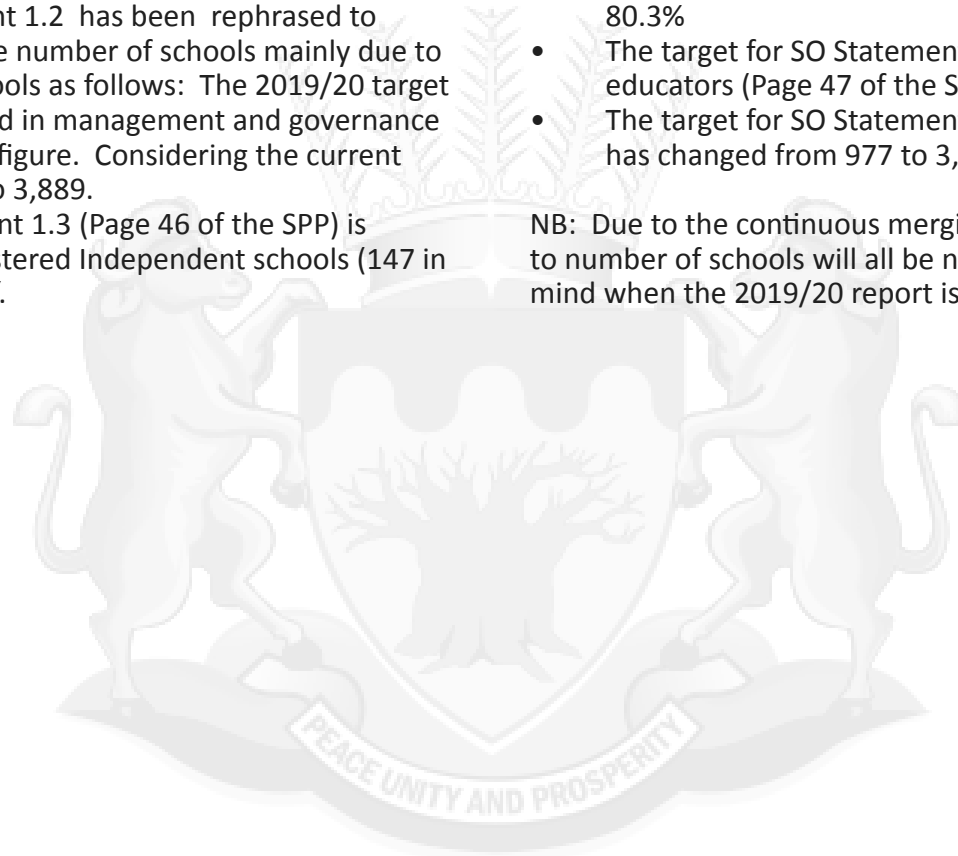 nt 1.2 has been rephrased to
e number of schools mainly due to
ools as follows: The 2019/20 target
d in management and governance
figure. Considering the current
o 3,889.
nt 1.3 (Page 46 of the SPP) is
stered Independent schools (147 in
.
80.3%
• The target for SO Statemen
educators (Page 47 of the S
• The target for SO Statemen
has changed from 977 to 3,
NB: Due to the continuous mergi
to number of schools will all be n
mind when the 2019/20 report is
PEACE UNITY AND PROSPERITY